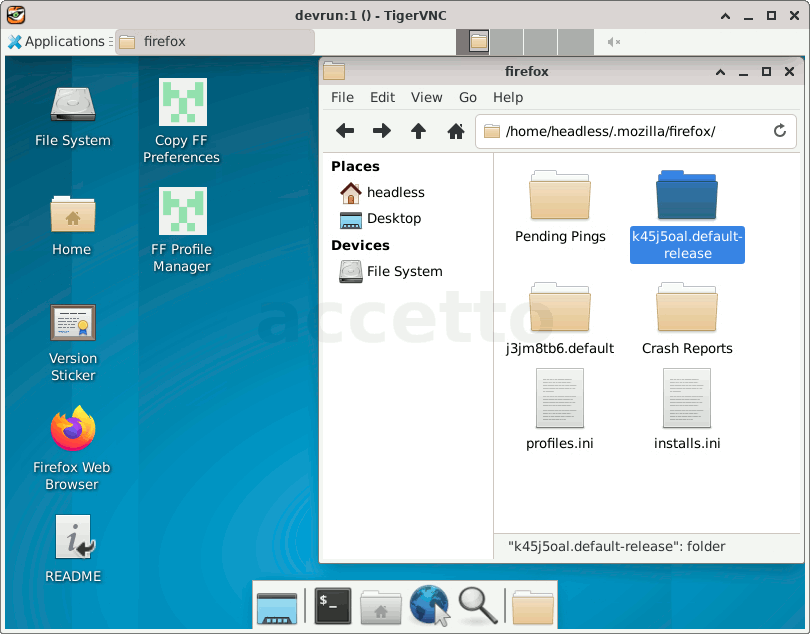 devrun:1 () - TigerVNC
Applications
firefox
File System
Copy FF
Preferences
Home
FF Profile
Manager
Version
Sticker
Firefox Web
Browser
README
firefox
File Edit View Go Help
/home/headless/.mozilla/firefox/
Places
headless
Desktop
Devices
File System
Pending Pings
k45j5oal.default-
release
j3jm8tb6.default
Crash Reports
profiles.ini
installs.ini
"k45j5oal.default-release": folder
accetto
$_